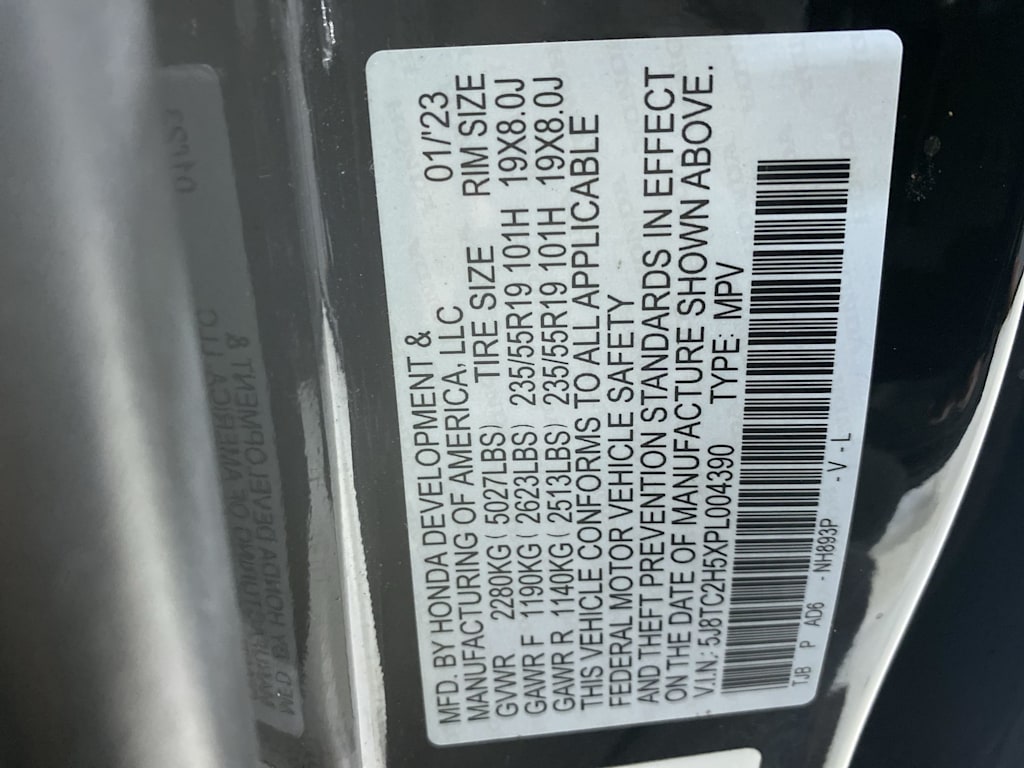 MFD. BY HONDA DEVELOPMENT &
MANUFACTURING OF AMERICA, LLC 01/'23
GVWR 2280KG ( 5027LBS) TIRE SIZE RIM SIZE
GAWR F 1190KG ( 2623LBS) 235/55R19 101H 19X8.0J
GAWR R 1140KG ( 2513LBS) 235/55R19 101H 19X8.0J
THIS VEHICLE CONFORMS TO ALL APPLICABLE
FEDERAL MOTOR VEHICLE SAFETY
AND THEFT PREVENTION STANDARDS IN EFFECT
ON THE DATE OF MANUFACTURE SHOWN ABOVE.
V.I.N.: 5J8TC2H5XPL004390 TYPE: MPV
TJB P AD6 - NH893P - V - L